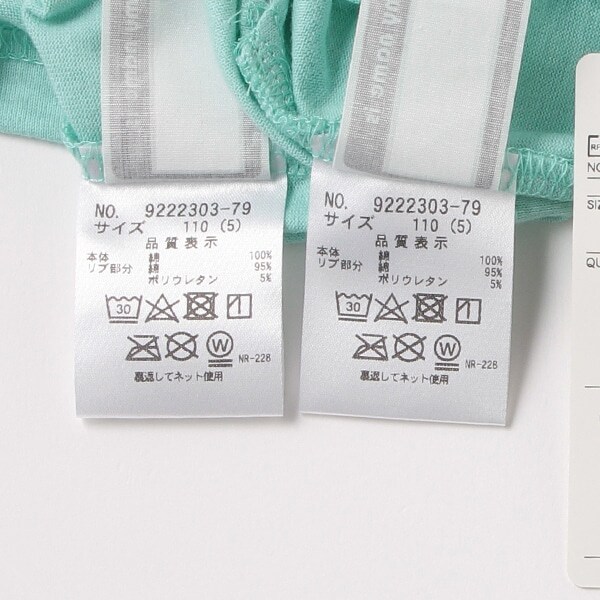 NO. 9222303-79
サイズ 110 (5)
品質表示
本体 綿 100%
リブ部分 綿 95%
ポリウレタン 5%
30
W
NR-228
裏返してネット使用
NO. 9222303-79
サイズ 110 (5)
品質表示
本体 綿 100%
リブ部分 綿 95%
ポリウレタン 5%
30
W
NR-228
裏返してネット使用